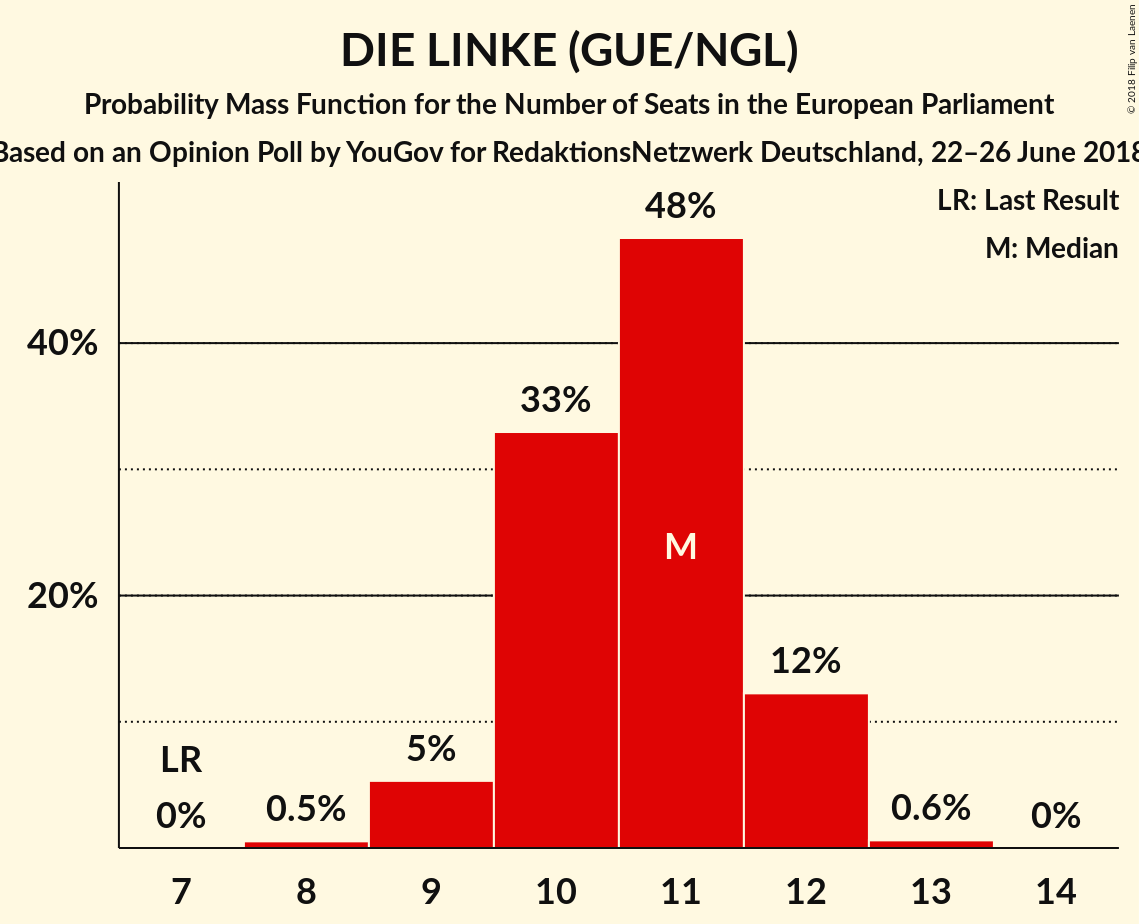 DIE LINKE (GUE/NGL)
Probability Mass Function for the Number of Seats in the European Parliament
Based on an Opinion Poll by YouGov for RedaktionsNetzwerk Deutschland, 22–26 June 2018
© 2018 Filip van Laenen
LR: Last Result
M: Median
48%
40%
33%
M
20%
12%
5%
LR
0%
0.5%
0.6%
0%
7 8 9 10 11 12 13 14